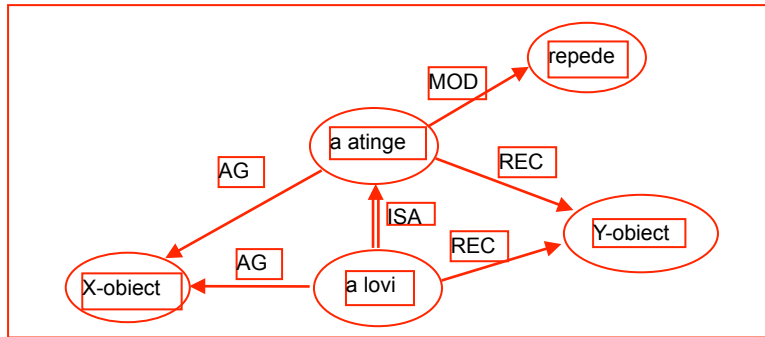 repede
MOD
a atinge
AG
REC
ISA
Y-obiect
REC
AG
X-obiect
a lovi